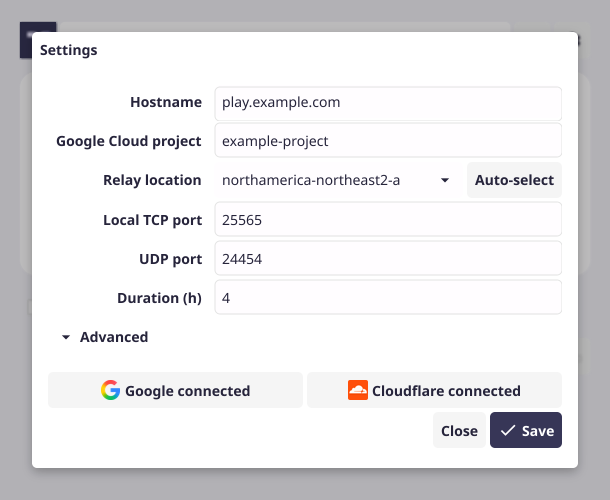 Settings
Hostname play.example.com
Google Cloud project example-project
Relay location northamerica-northeast2-a Auto-select
Local TCP port 25565
UDP port 24454
Duration (h) 4
Advanced
Google connected Cloudflare connected
Close Save